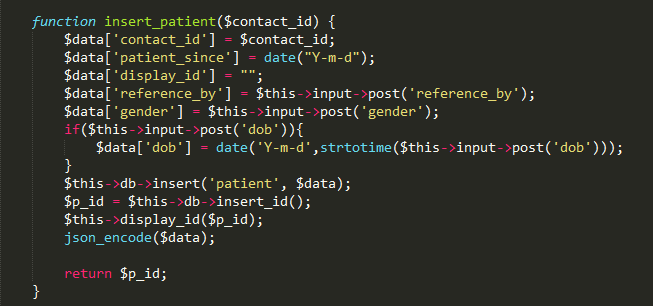 function insert_patient($contact_id) {
    $data['contact_id'] = $contact_id;
    $data['patient_since'] = date("Y-m-d");
    $data['display_id'] = "";
    $data['reference_by'] = $this->input->post('reference_by');
    $data['gender'] = $this->input->post('gender');
    if($this->input->post('dob')){
        $data['dob'] = date('Y-m-d',strtotime($this->input->post('dob')));
    }
    $this->db->insert('patient', $data);
    $p_id = $this->db->insert_id();
    $this->display_id($p_id);
    json_encode($data);

    return $p_id;
}